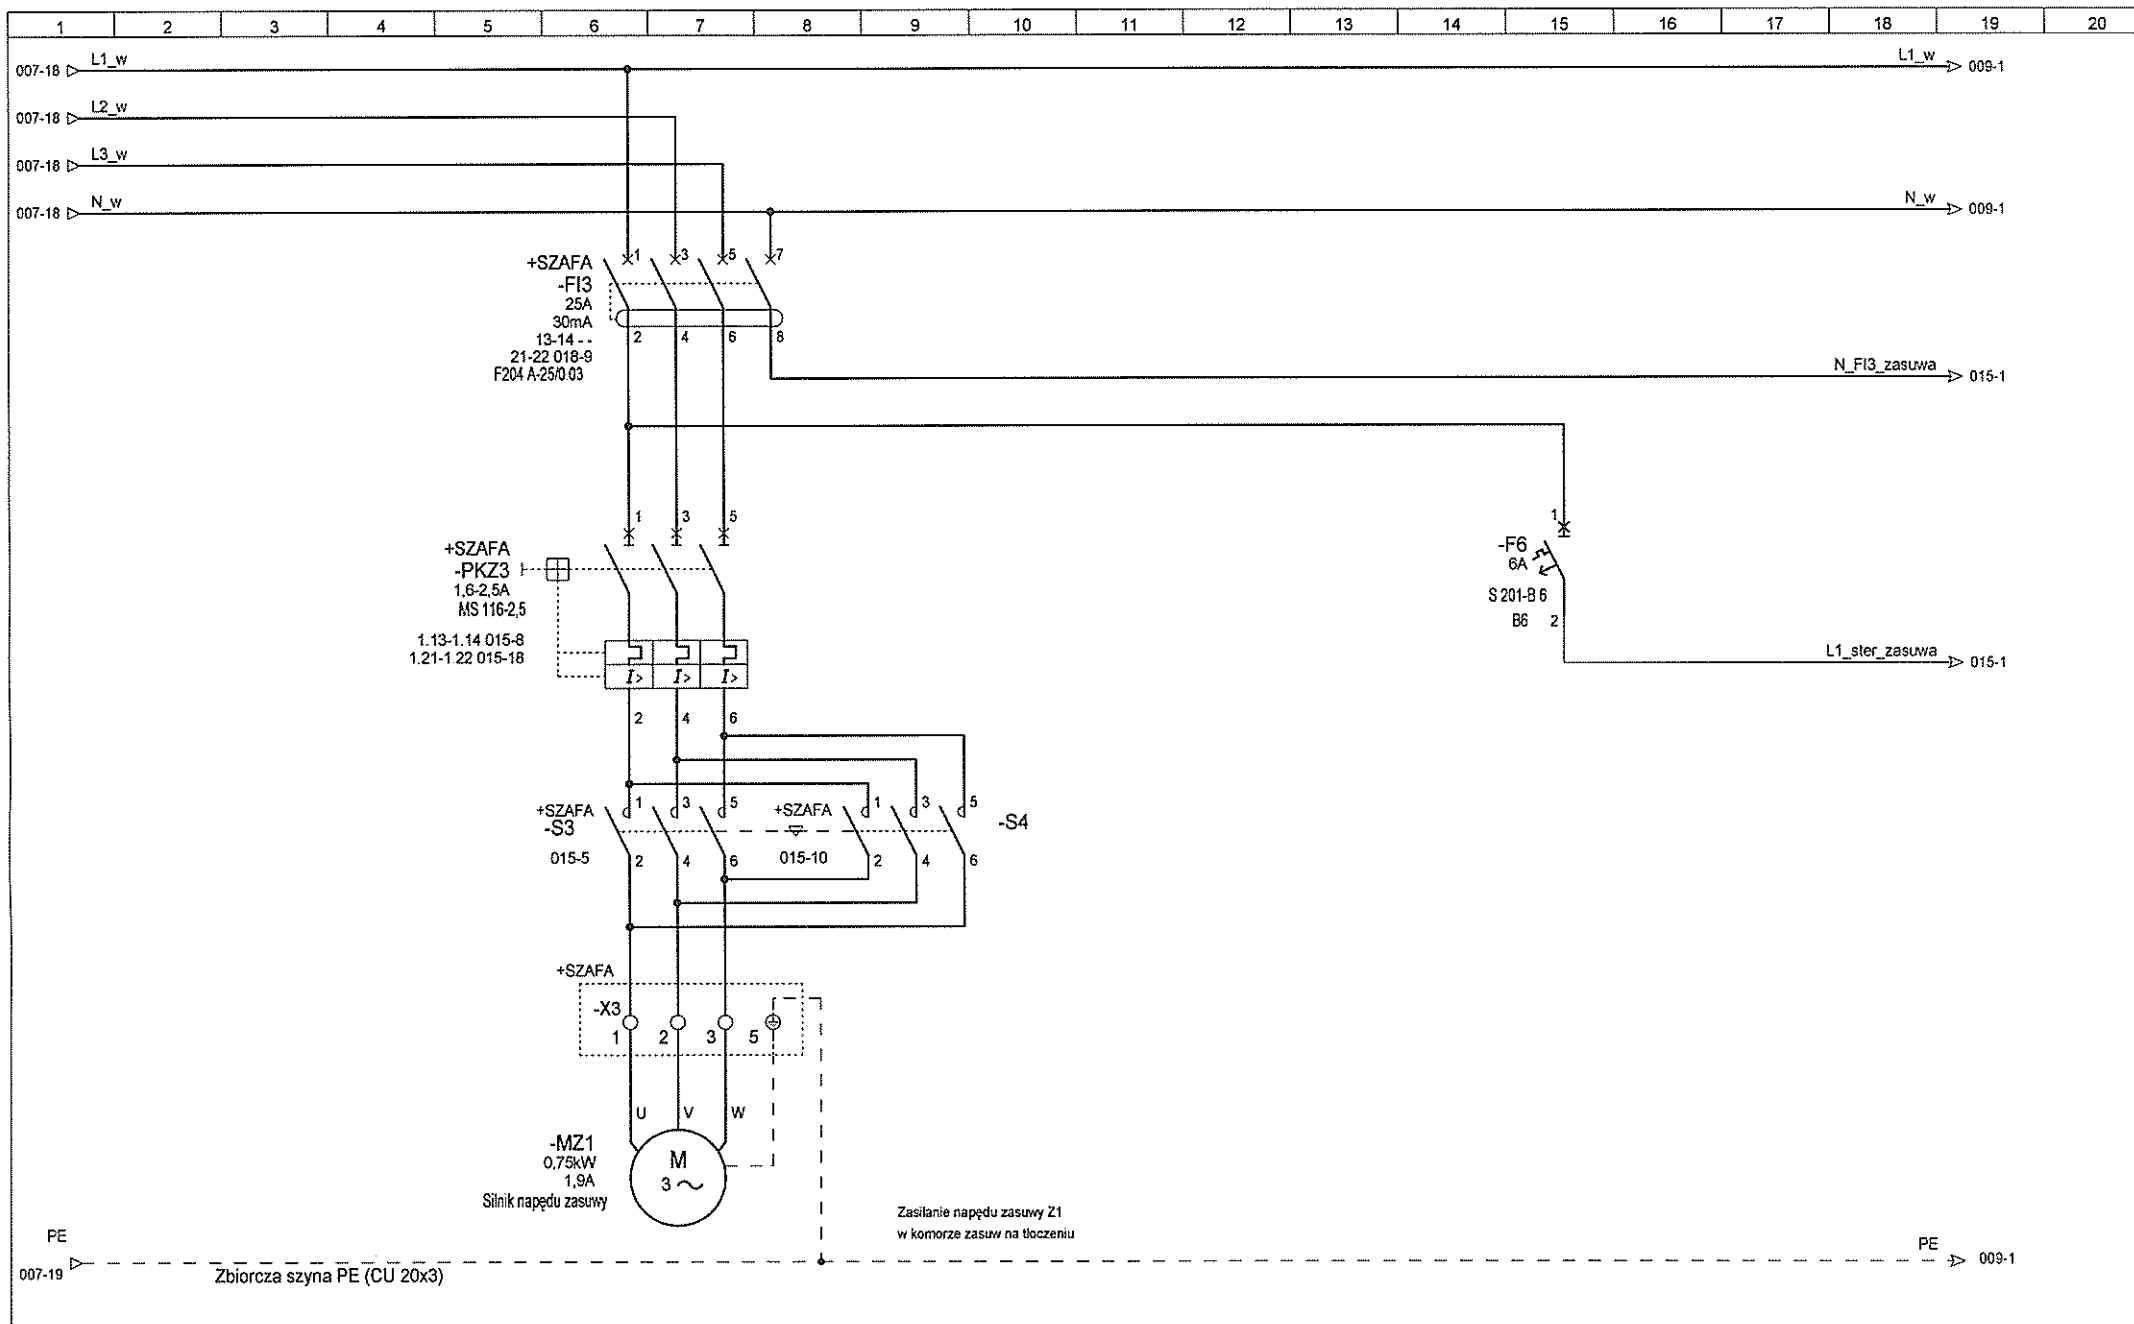 1 2 3 4 5 6 7 8 9 10 11 12 13 14 15 16 17 18 19 20
007-18 L1_w L1_w 009-1
007-18 L2_w
007-18 L3_w
007-18 N_w N_w 009-1
1 3 5 7
+SZAFA
-FI3
25A
30mA
13-14 - -
21-22 018-9
F204 A-25/0.03
2 4 6 8
N_FI3_zasuwa 015-1
1 3 5
+SZAFA
-PKZ3
1,6-2,5A
MS 116-2,5
1.13-1.14 015-8
1.21-1.22 015-18
I> I> I>
2 4 6
1
-F6
6A
S 201-B 6
B6 2
L1_ster_zasuwa 015-1
+SZAFA 1 3 5
-S3
015-5 2 4 6
+SZAFA 1 3 5
-S4
015-10 2 4 6
+SZAFA
-X3
1 2 3 5
U V W
-MZ1
0,75kW
1,9A
Silnik napędu zasuwy
M
3 ~
Zasilanie napędu zasuwy Z1
w komorze zasuw na tłoczeniu
PE PE
007-19 009-1
Zbiorcza szyna PE (CU 20x3)